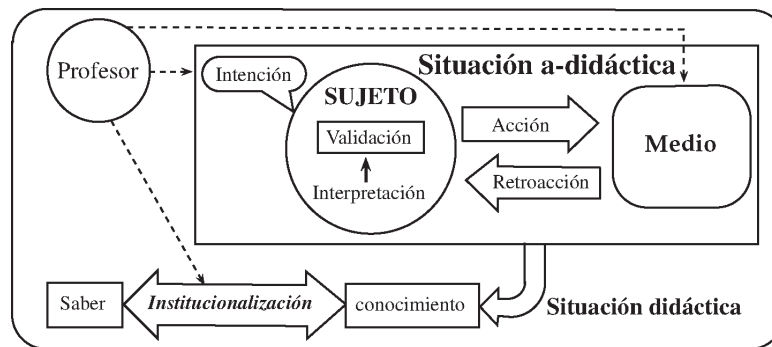 Profesor
Situación a-didáctica
Intención
SUJETO
Validación
Interpretación
Acción
Retroacción
Medio
Saber
Institucionalización
conocimiento
Situación didáctica